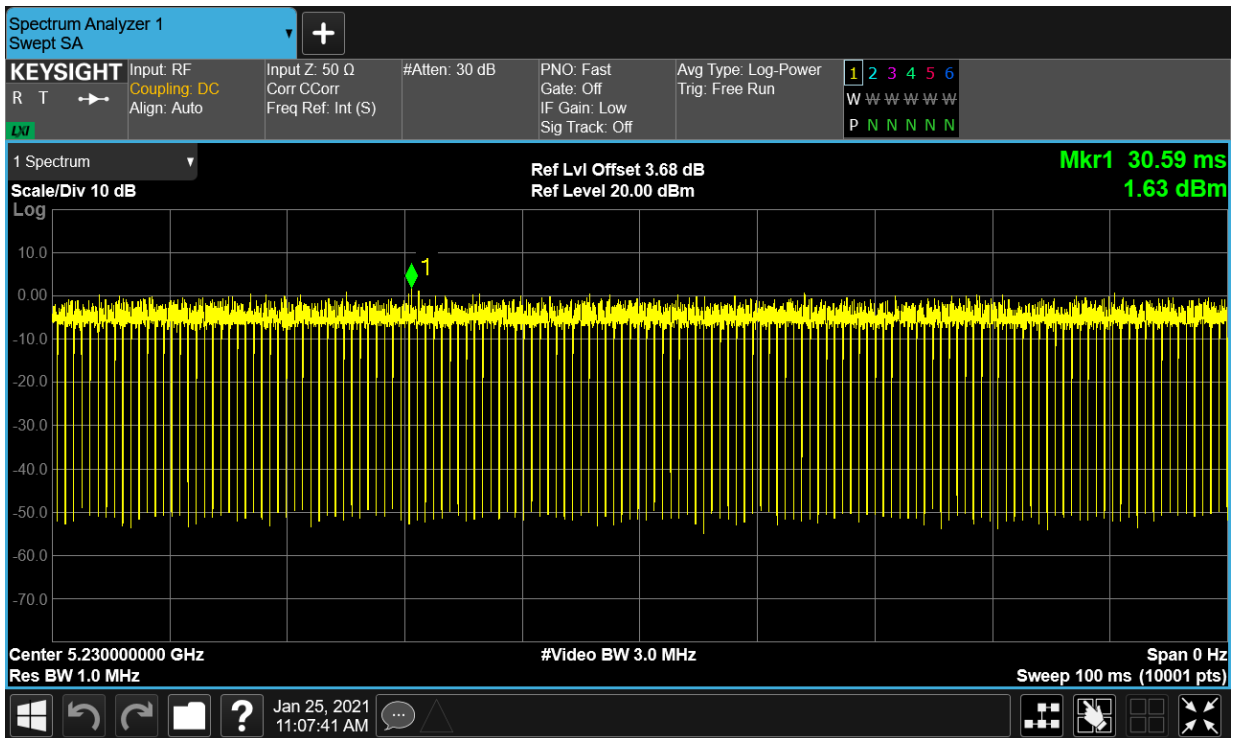 Spectrum Analyzer 1
Swept SA
+
KEYSIGHT
R T
LXI
Input: RF
Coupling: DC
Align: Auto
Input Z: 50 Ω
Corr CCorr
Freq Ref: Int (S)
#Atten: 30 dB
PNO: Fast
Gate: Off
IF Gain: Low
Sig Track: Off
Avg Type: Log-Power
Trig: Free Run
1 2 3 4 5 6
W W W W W W
P N N N N N
1 Spectrum
Scale/Div 10 dB
Ref Lvl Offset 3.68 dB
Ref Level 20.00 dBm
Mkr1 30.59 ms
1.63 dBm
Log
10.0
1
0.00
-10.0
-20.0
-30.0
-40.0
-50.0
-60.0
-70.0
Center 5.230000000 GHz
Res BW 1.0 MHz
#Video BW 3.0 MHz
Span 0 Hz
Sweep 100 ms (10001 pts)
?
Jan 25, 2021
11:07:41 AM